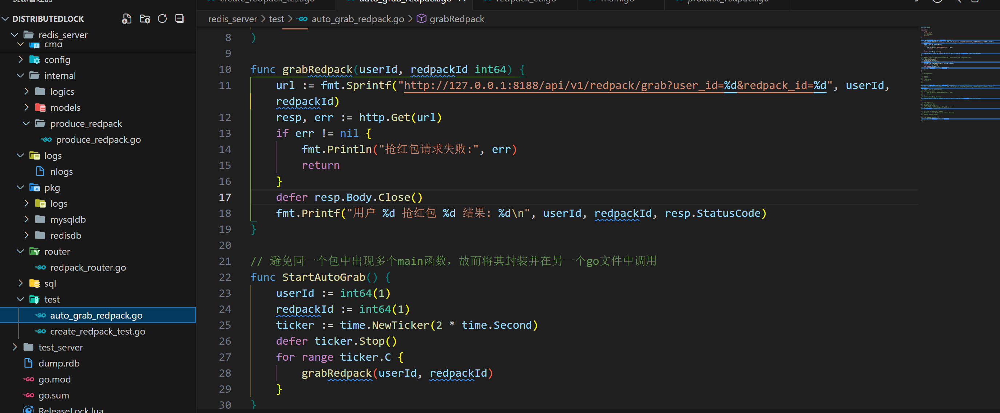 资源管理器
create_redpack_test.go
auto_grab_redpack.go
redpack_ctl.go
main.go
produce_redpack.go
DISTRIBUTEDLOCK
redis_server
cmd
config
internal
logics
models
produce_redpack
produce_redpack.go
logs
nlogs
pkg
logs
mysqldb
redisdb
router
redpack_router.go
sql
test
auto_grab_redpack.go
create_redpack_test.go
test_server
dump.rdb
go.mod
go.sum
ReleaseLock.lua
redis_server > test > auto_grab_redpack.go > grabRedpack
8 )
9
10 func grabRedpack(userId, redpackId int64) {
11 url := fmt.Sprintf("http://127.0.0.1:8188/api/v1/redpack/grab?user_id=%d&redpack_id=%d", userId,
redpackId)
12 resp, err := http.Get(url)
13 if err != nil {
14 fmt.Println("抢红包请求失败:", err)
15 return
16 }
17 defer resp.Body.Close()
18 fmt.Printf("用户 %d 抢红包 %d 结果: %d\n", userId, redpackId, resp.StatusCode)
19 }
20
21 // 避免同一个包中出现多个main函数，故而将其封装并在另一个go文件中调用
22 func StartAutoGrab() {
23 userId := int64(1)
24 redpackId := int64(1)
25 ticker := time.NewTicker(2 * time.Second)
26 defer ticker.Stop()
27 for range ticker.C {
28 grabRedpack(userId, redpackId)
29 }
30 }